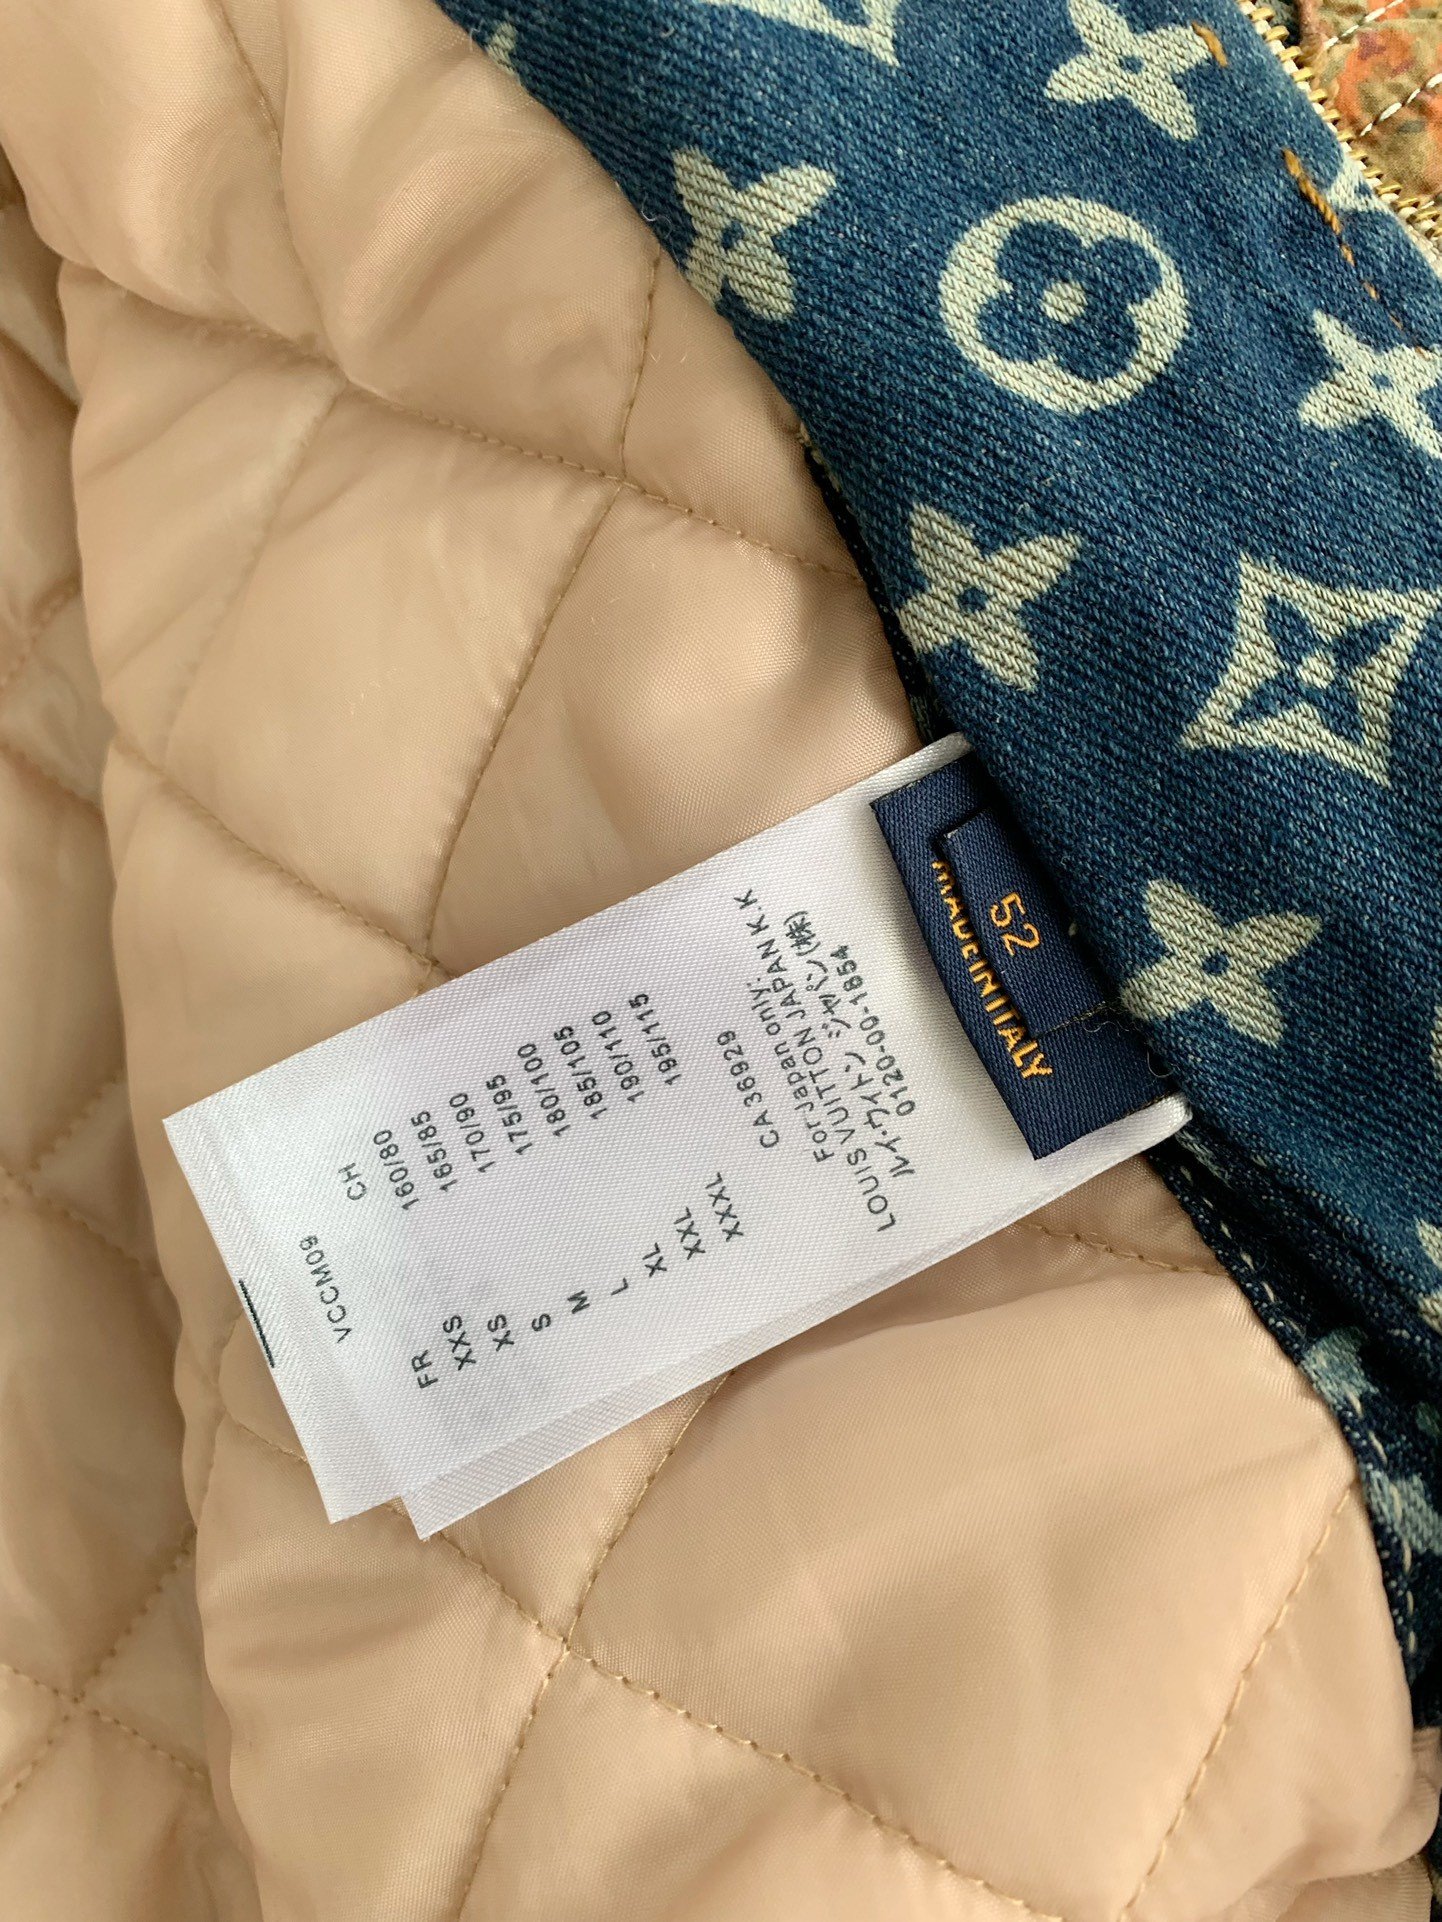 52
MADE IN ITALY
VCCM09
FR CH
XXS 160/80
XS 165/85
S 170/90
M 175/95
L 180/100
XL 185/105
XXL 190/110
XXXL 195/115
CA 36929
For Japan only:
LOUIS VUITTON JAPAN K.K
ルイ・ウィトン ジャパン(株)
0120-00-1854